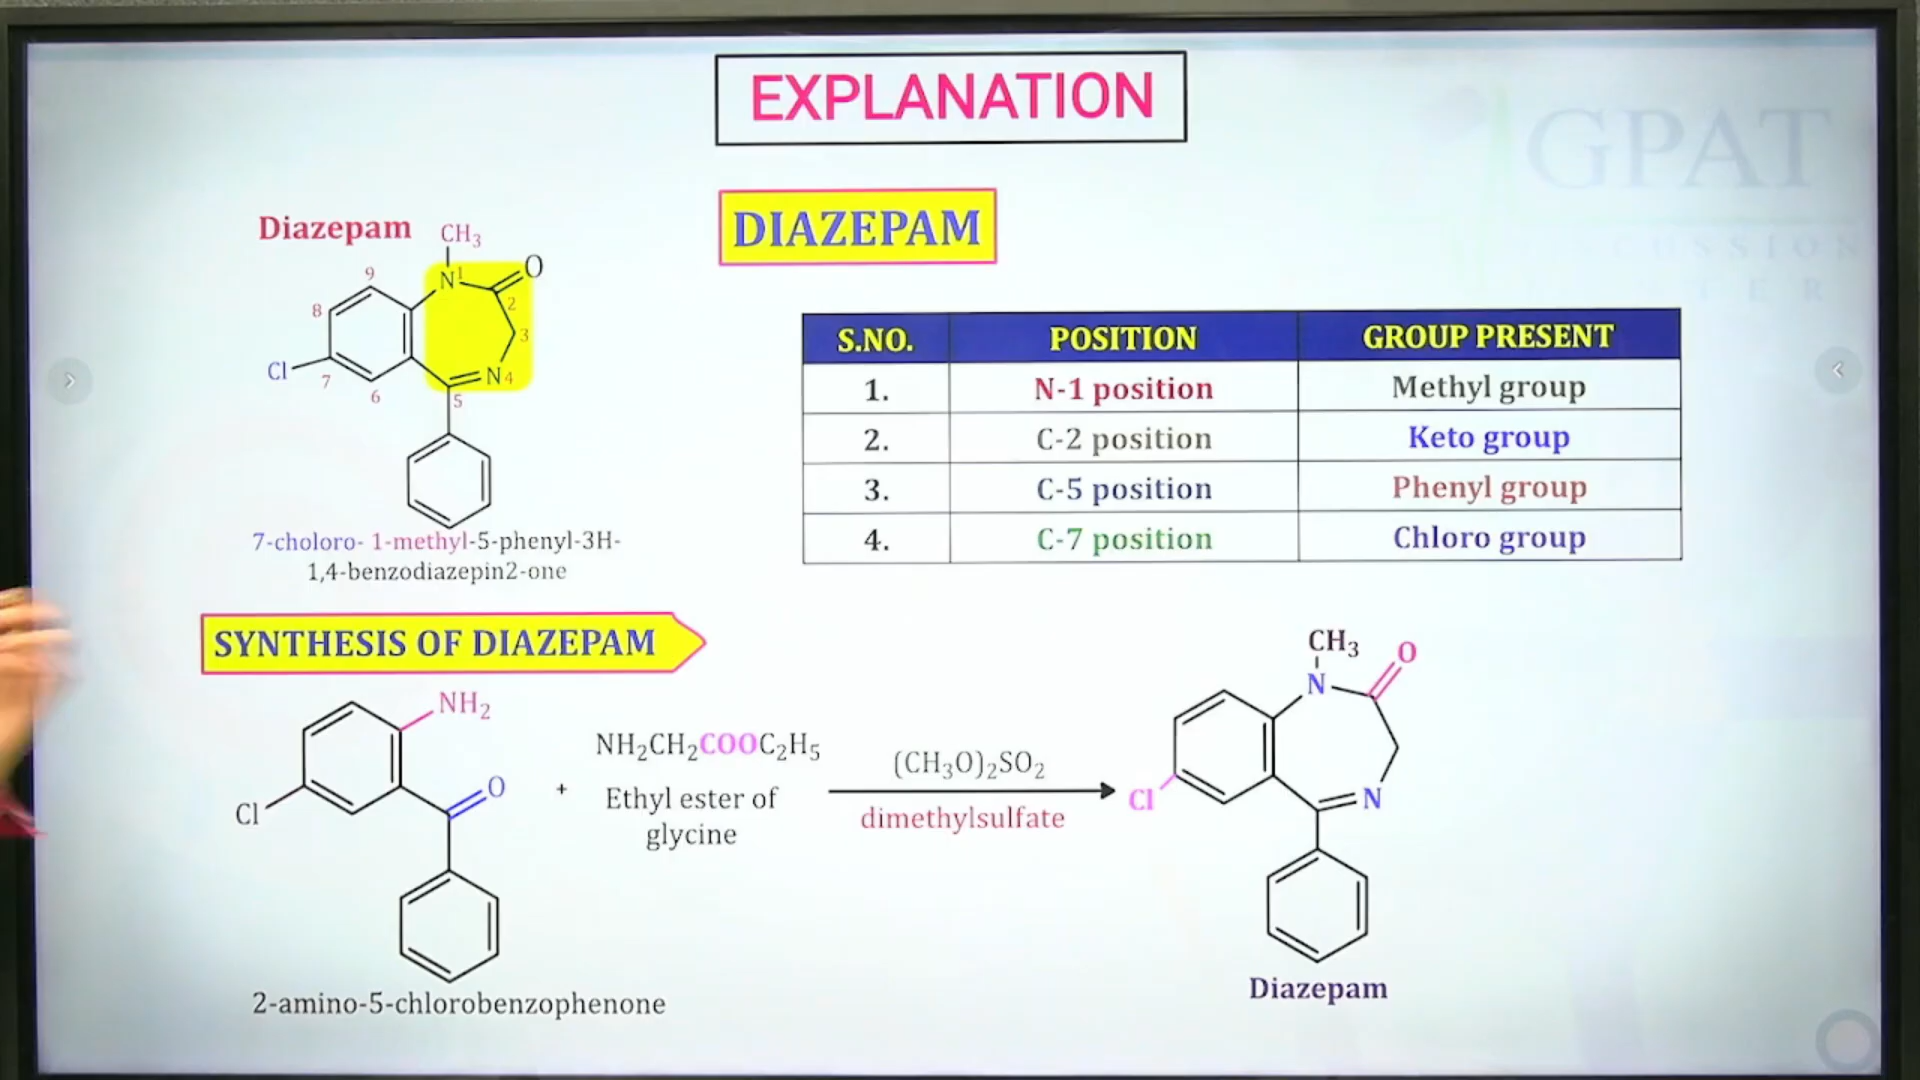 EXPLANATION
GPAT
DIAZEPAM
Diazepam
CH3
N1
O
9
8
2
3
Cl
7
N4
6
5
7-choloro- 1-methyl-5-phenyl-3H-
1,4-benzodiazepin2-one
S.NO. POSITION GROUP PRESENT
1. N-1 position Methyl group
2. C-2 position Keto group
3. C-5 position Phenyl group
4. C-7 position Chloro group
SYNTHESIS OF DIAZEPAM
NH2
O
Cl
2-amino-5-chlorobenzophenone
+
NH2CH2COOC2H5
Ethyl ester of
glycine
(CH3O)2SO2
dimethylsulfate
CH3
O
N
Cl
N
Diazepam